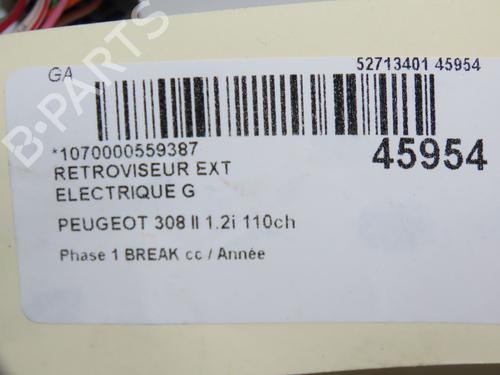 GA
52713401 45954
*1070000559387
45954
RETROVISEUR EXT
ELECTRIQUE G
PEUGEOT 308 II 1.2i 110ch
Phase 1 BREAK cc / Année
B-PARTS